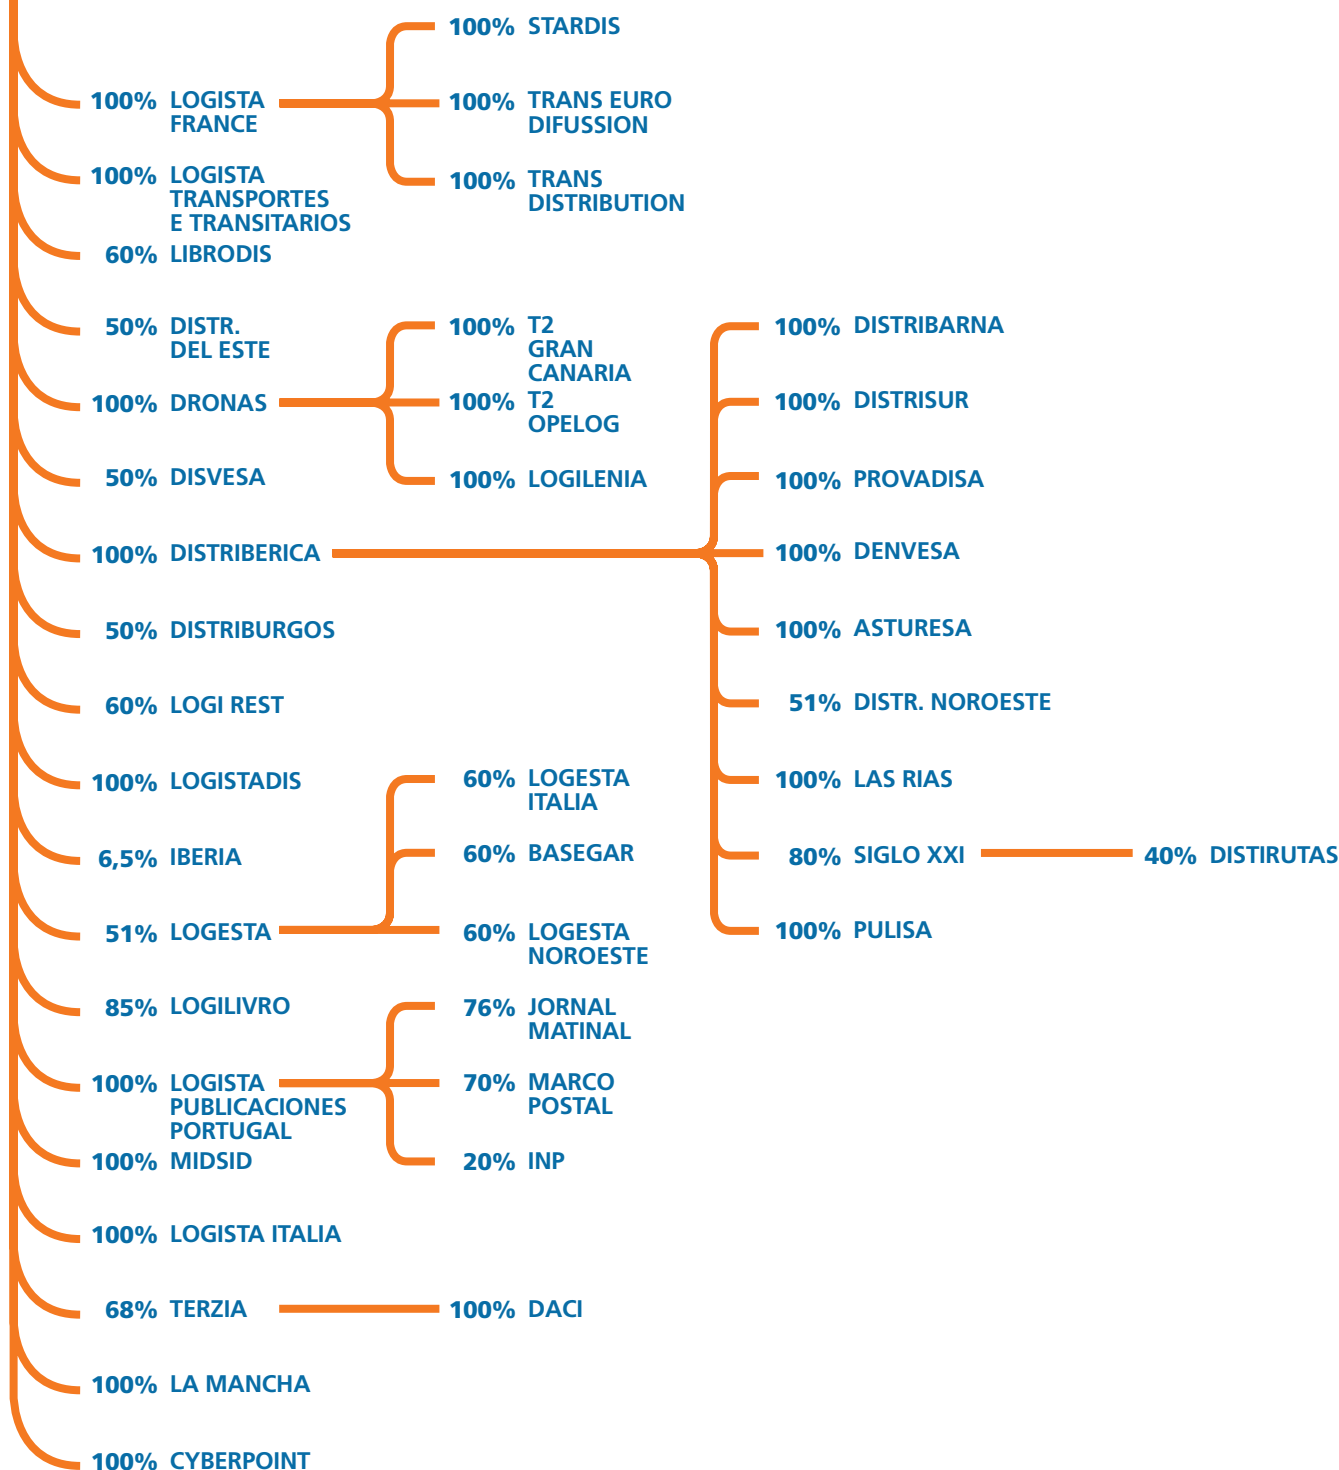 100% STARDIS
100% LOGISTA
FRANCE
100% TRANS EURO
DIFUSSION
100% TRANS
DISTRIBUTION
100% LOGISTA
TRANSPORTES
E TRANSITARIOS
60% LIBRODIS
50% DISTR.
DEL ESTE
100% DRONAS
100% T2
GRAN
CANARIA
100% T2
OPELOG
100% LOGILENIA
50% DISVESA
100% DISTRIBERICA
100% DISTRIBARNA
100% DISTRISUR
100% PROVADISA
100% DENVESA
100% ASTURESA
51% DISTR. NOROESTE
100% LAS RIAS
80% SIGLO XXI
40% DISTIRUTAS
100% PULISA
50% DISTRIBURGOS
60% LOGI REST
100% LOGISTADIS
6,5% IBERIA
51% LOGESTA
60% LOGESTA
ITALIA
60% BASEGAR
60% LOGESTA
NOROESTE
85% LOGILIVRO
100% LOGISTA
PUBLICACIONES
PORTUGAL
76% JORNAL
MATINAL
70% MARCO
POSTAL
20% INP
100% MIDSID
100% LOGISTA ITALIA
68% TERZIA
100% DACI
100% LA MANCHA
100% CYBERPOINT